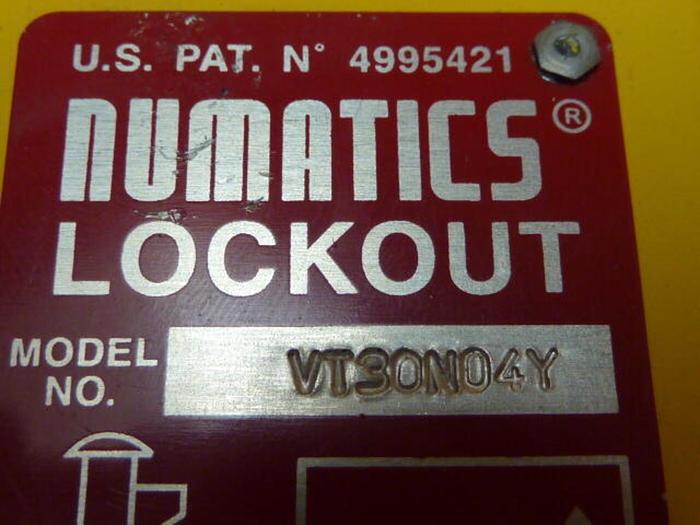 U.S. PAT. N° 4995421
NUMATICS®
LOCKOUT
MODEL NO. VT30N04Y